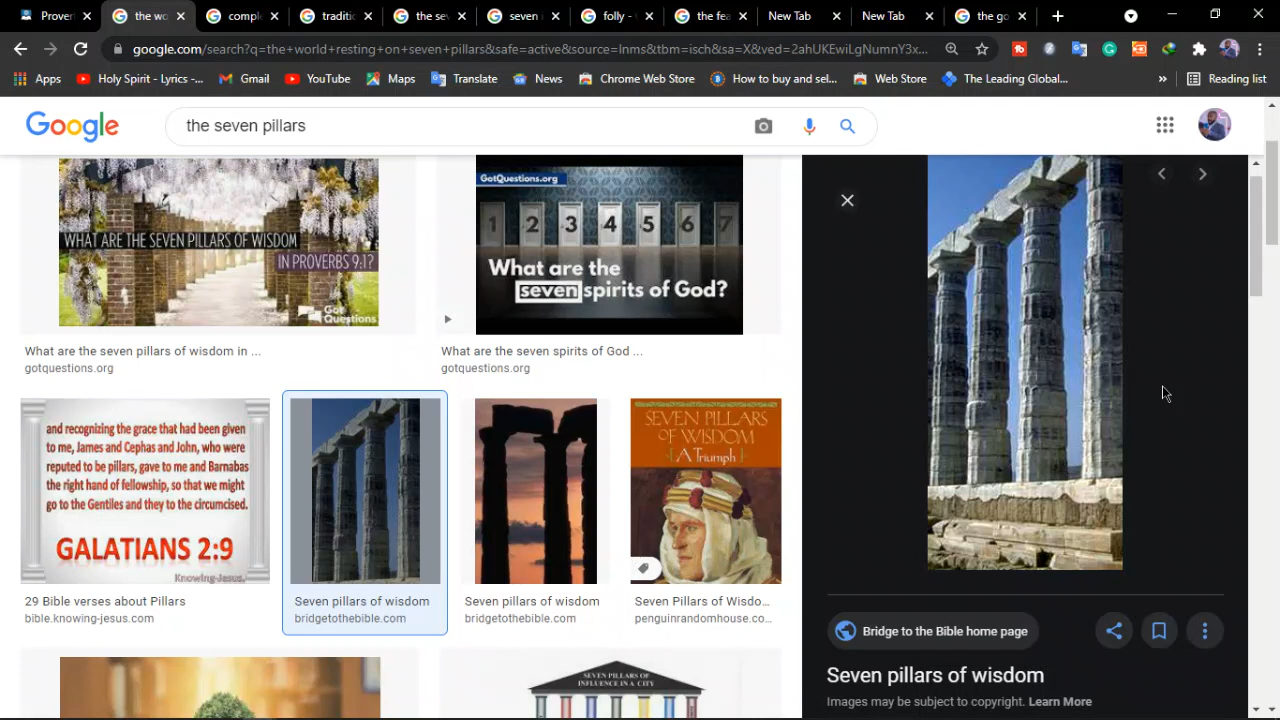 Prover
the wo
compl
traditi
the se
seven
folly -
the fea
New Tab
New Tab
the go
google.com/search?q=the+world+resting+on+seven+pillars&safe=active&source=lnms&tbm=isch&sa=X&ved=2ahUKEwiLgNumnY3x...
Apps
Holy Spirit - Lyrics -...
Gmail
YouTube
Maps
Translate
News
Chrome Web Store
How to buy and sel...
Web Store
The Leading Global...
Reading list
Google
the seven pillars
WHAT ARE THE SEVEN PILLARS OF WISDOM
IN PROVERBS 9:1?
Got
Questions
What are the seven pillars of wisdom in ...
gotquestions.org
GotQuestions.org
1 2 3 4 5 6 7
What are the
seven spirits of God?
What are the seven spirits of God ...
gotquestions.org
and recognizing the grace that had been given
to me, James and Cephas and John, who were
reputed to be pillars, gave to me and Barnabas
the right hand of fellowship, so that we might
go to the Gentiles and they to the circumcised.
GALATIANS 2:9
Knowing-Jesus.
29 Bible verses about Pillars
bible.knowing-jesus.com
Seven pillars of wisdom
bridgetothebible.com
Seven pillars of wisdom
bridgetothebible.com
SEVEN PILLARS
OF WISDOM
A Triumph
Seven Pillars of Wisdo...
penguinrandomhouse.co...
SEVEN PILLARS OF
INFLUENCE IN A CITY
Bridge to the Bible home page
Seven pillars of wisdom
Images may be subject to copyright. Learn More